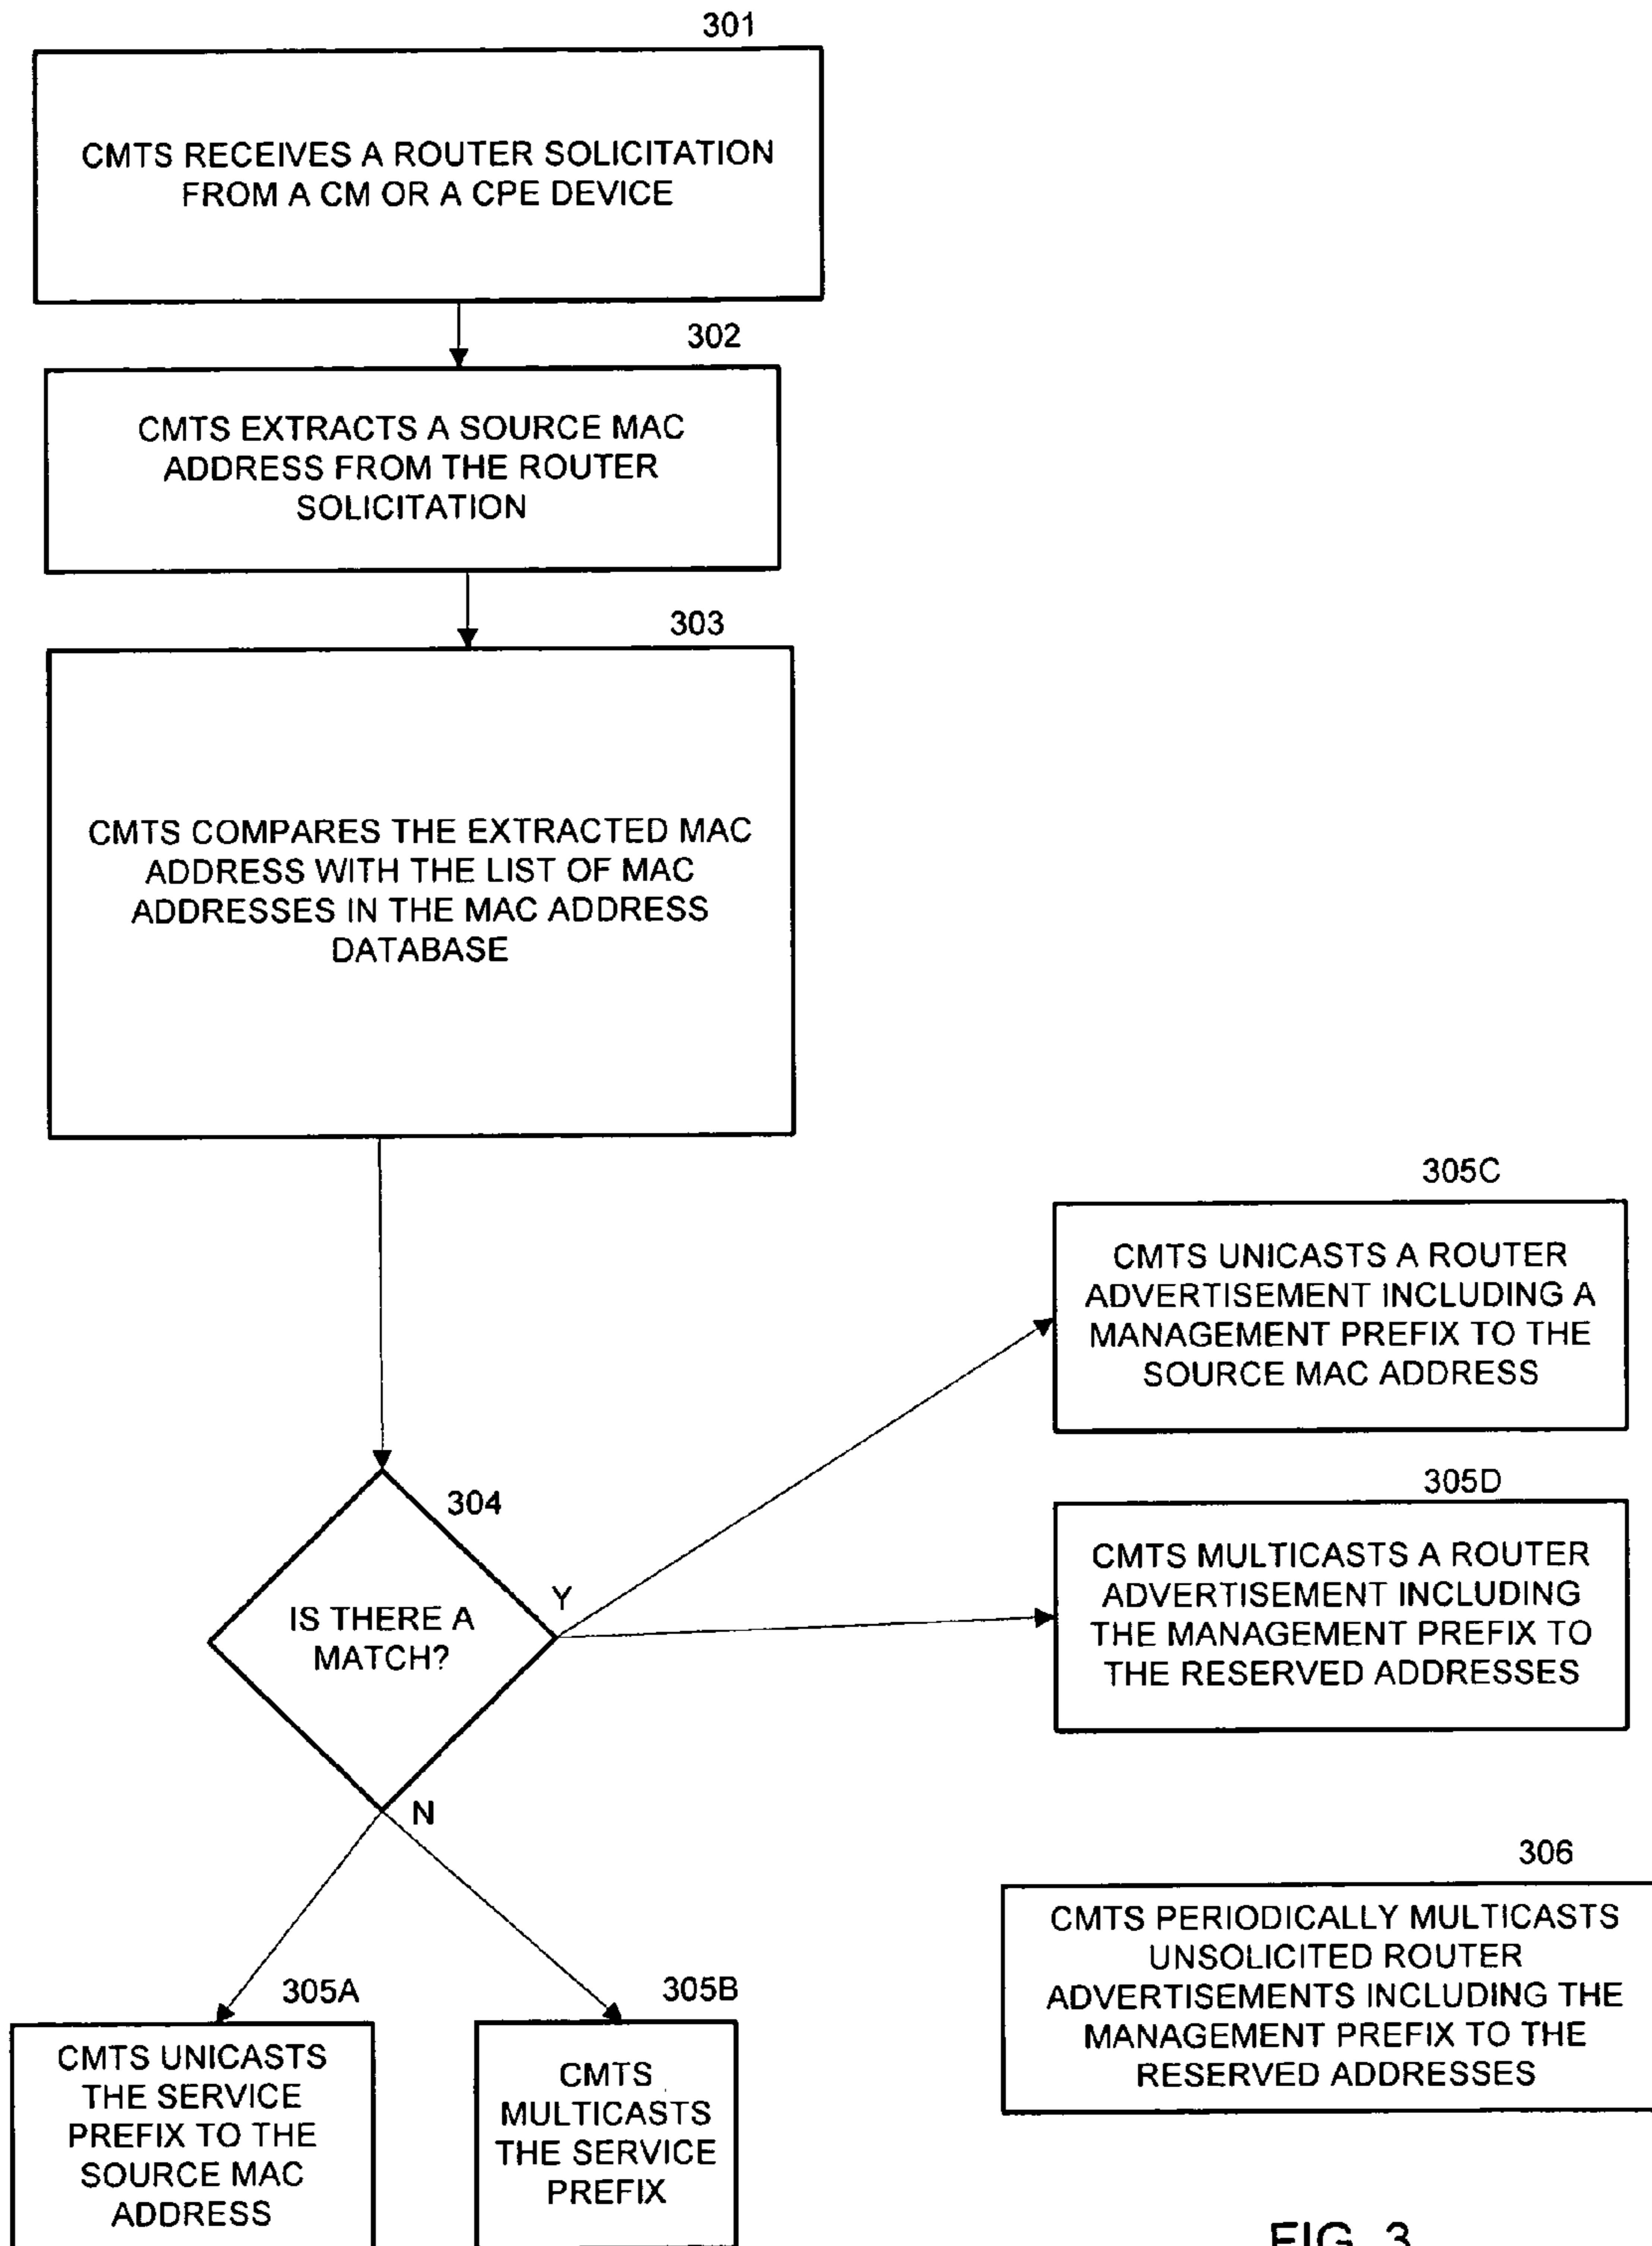 301
CMTS RECEIVES A ROUTER SOLICITATION
FROM A CM OR A CPE DEVICE
302
CMTS EXTRACTS A SOURCE MAC
ADDRESS FROM THE ROUTER
SOLICITATION
303
CMTS COMPARES THE EXTRACTED MAC
ADDRESS WITH THE LIST OF MAC
ADDRESSES IN THE MAC ADDRESS
DATABASE
305C
CMTS UNICASTS A ROUTER
ADVERTISEMENT INCLUDING A
MANAGEMENT PREFIX TO THE
SOURCE MAC ADDRESS
304
IS THERE A
MATCH?
Y
N
305D
CMTS MULTICASTS A ROUTER
ADVERTISEMENT INCLUDING
THE MANAGEMENT PREFIX TO
THE RESERVED ADDRESSES
306
CMTS PERIODICALLY MULTICASTS
UNSOLICITED ROUTER
ADVERTISEMENTS INCLUDING THE
MANAGEMENT PREFIX TO THE
RESERVED ADDRESSES
305A
CMTS UNICASTS
THE SERVICE
PREFIX TO THE
SOURCE MAC
ADDRESS
305B
CMTS
MULTICASTS
THE SERVICE
PREFIX
FIG. 3